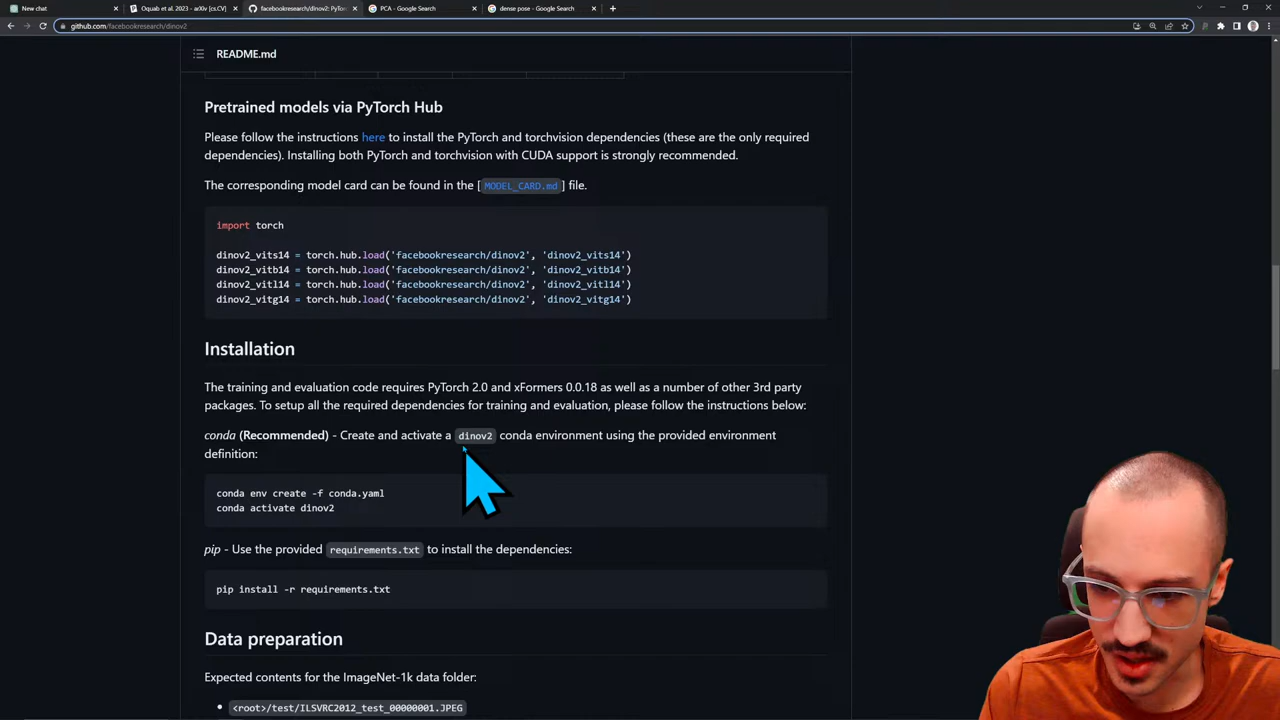 New chat
Oquab et al. 2023 - arXiv [cs.CV]
facebookresearch/dinov2: PyTor
PCA - Google Search
dense pose - Google Search
github.com/facebookresearch/dinov2
README.md
Pretrained models via PyTorch Hub
Please follow the instructions here to install the PyTorch and torchvision dependencies (these are the only required
dependencies). Installing both PyTorch and torchvision with CUDA support is strongly recommended.
The corresponding model card can be found in the [ MODEL_CARD.md ] file.
import torch
dinov2_vits14 = torch.hub.load('facebookresearch/dinov2', 'dinov2_vits14')
dinov2_vitb14 = torch.hub.load('facebookresearch/dinov2', 'dinov2_vitb14')
dinov2_vitl14 = torch.hub.load('facebookresearch/dinov2', 'dinov2_vitl14')
dinov2_vitg14 = torch.hub.load('facebookresearch/dinov2', 'dinov2_vitg14')
Installation
The training and evaluation code requires PyTorch 2.0 and xFormers 0.0.18 as well as a number of other 3rd party
packages. To setup all the required dependencies for training and evaluation, please follow the instructions below:
conda (Recommended) - Create and activate a dinov2 conda environment using the provided environment
definition:
conda env create -f conda.yaml
conda activate dinov2
pip - Use the provided requirements.txt to install the dependencies:
pip install -r requirements.txt
Data preparation
Expected contents for the ImageNet-1k data folder:
• <root>/test/ILSVRC2012_test_00000001.JPEG